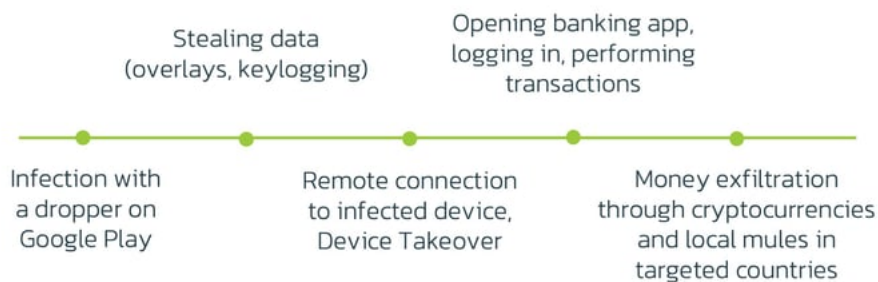 Stealing data
(overlays, keylogging)
Opening banking app,
logging in, performing
transactions
Infection with
a dropper on
Google Play
Remote connection
to infected device,
Device Takeover
Money exfiltration
through cryptocurrencies
and local mules in
targeted countries